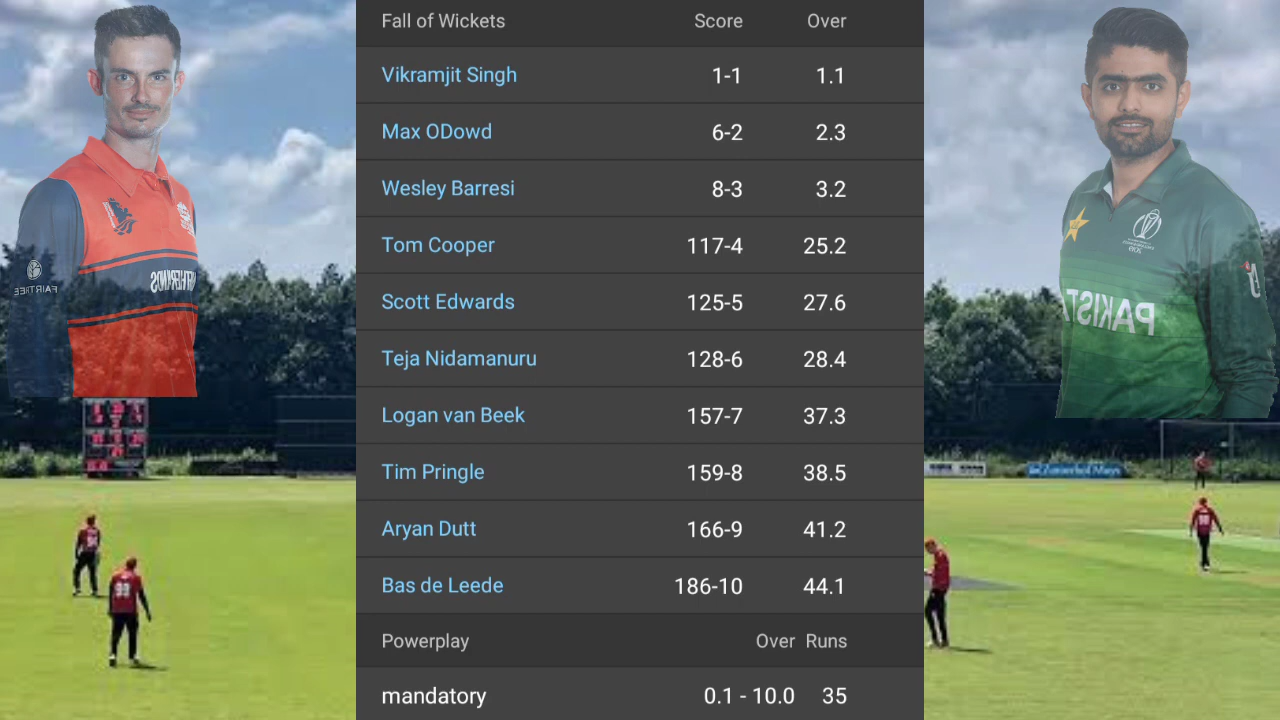 Fall of Wickets Score Over
Vikramjit Singh 1-1 1.1
Max ODowd 6-2 2.3
Wesley Barresi 8-3 3.2
Tom Cooper 117-4 25.2
Scott Edwards 125-5 27.6
Teja Nidamanuru 128-6 28.4
Logan van Beek 157-7 37.3
Tim Pringle 159-8 38.5
Aryan Dutt 166-9 41.2
Bas de Leede 186-10 44.1
Powerplay Over Runs
mandatory 0.1 - 10.0 35
FAIRTREE
PAKIST